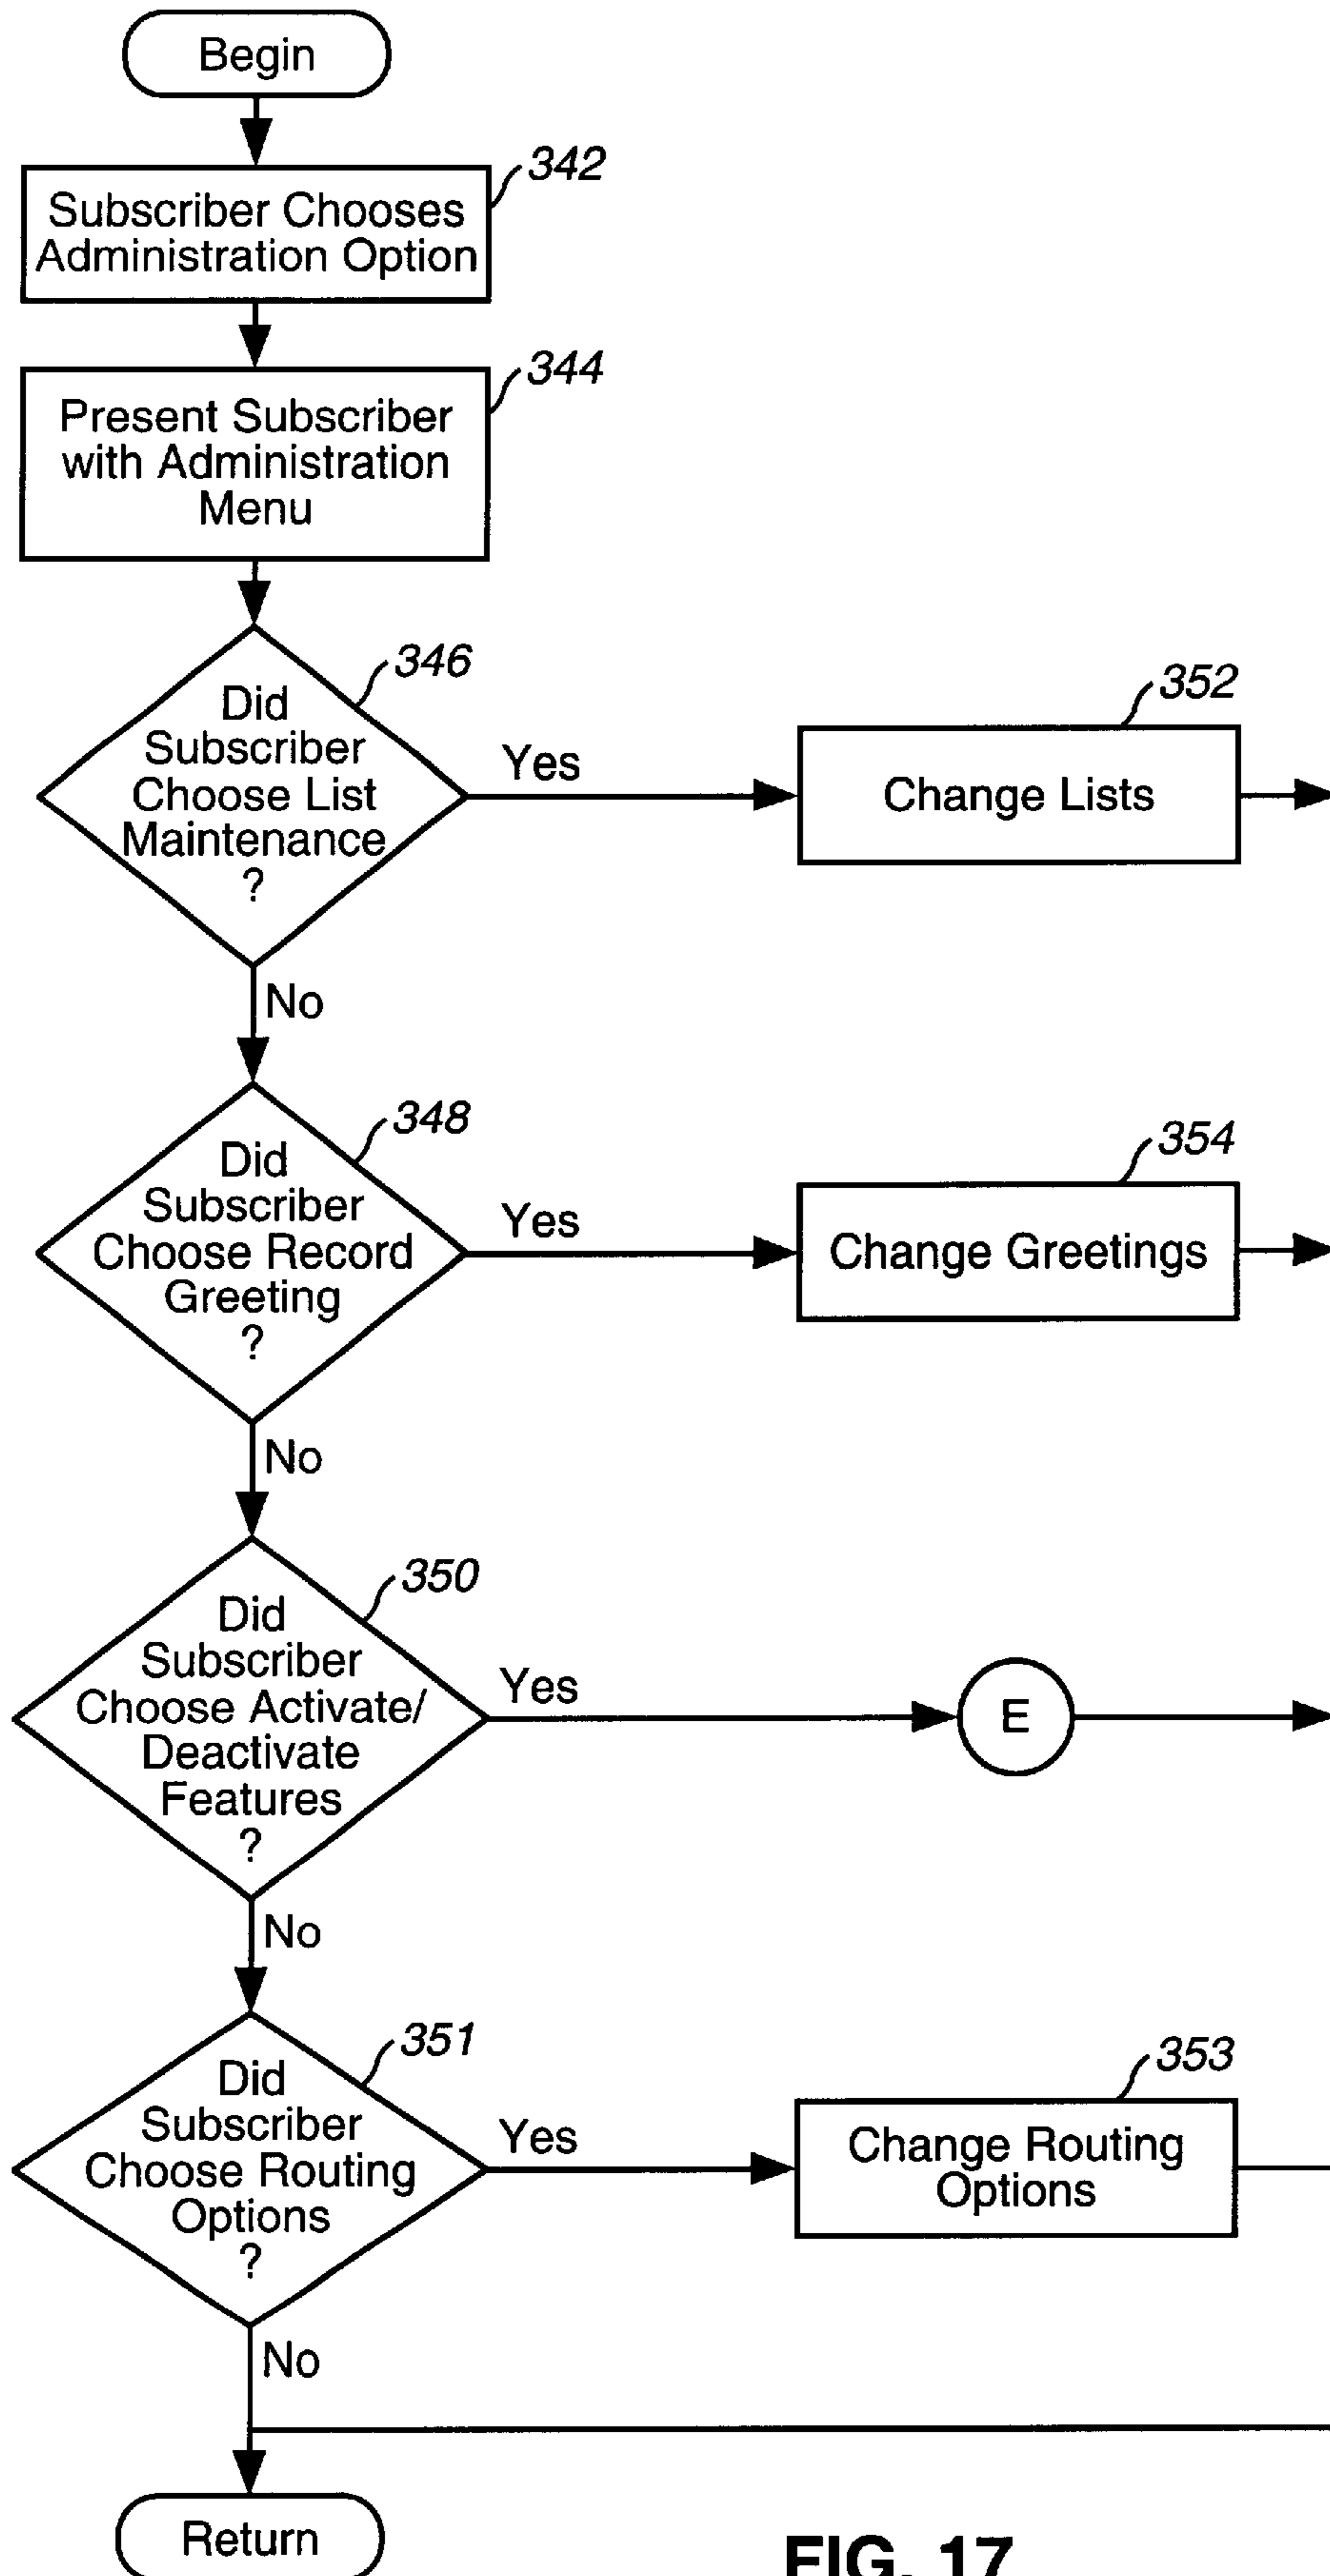 Begin
342
Subscriber Chooses
Administration Option
344
Present Subscriber
with Administration
Menu
346
Did
Subscriber
Choose List
Maintenance
?
Yes
352
Change Lists
No
348
Did
Subscriber
Choose Record
Greeting
?
Yes
354
Change Greetings
No
350
Did
Subscriber
Choose Activate/
Deactivate
Features
?
Yes
E
No
351
Did
Subscriber
Choose Routing
Options
?
Yes
353
Change Routing
Options
No
Return
FIG. 17